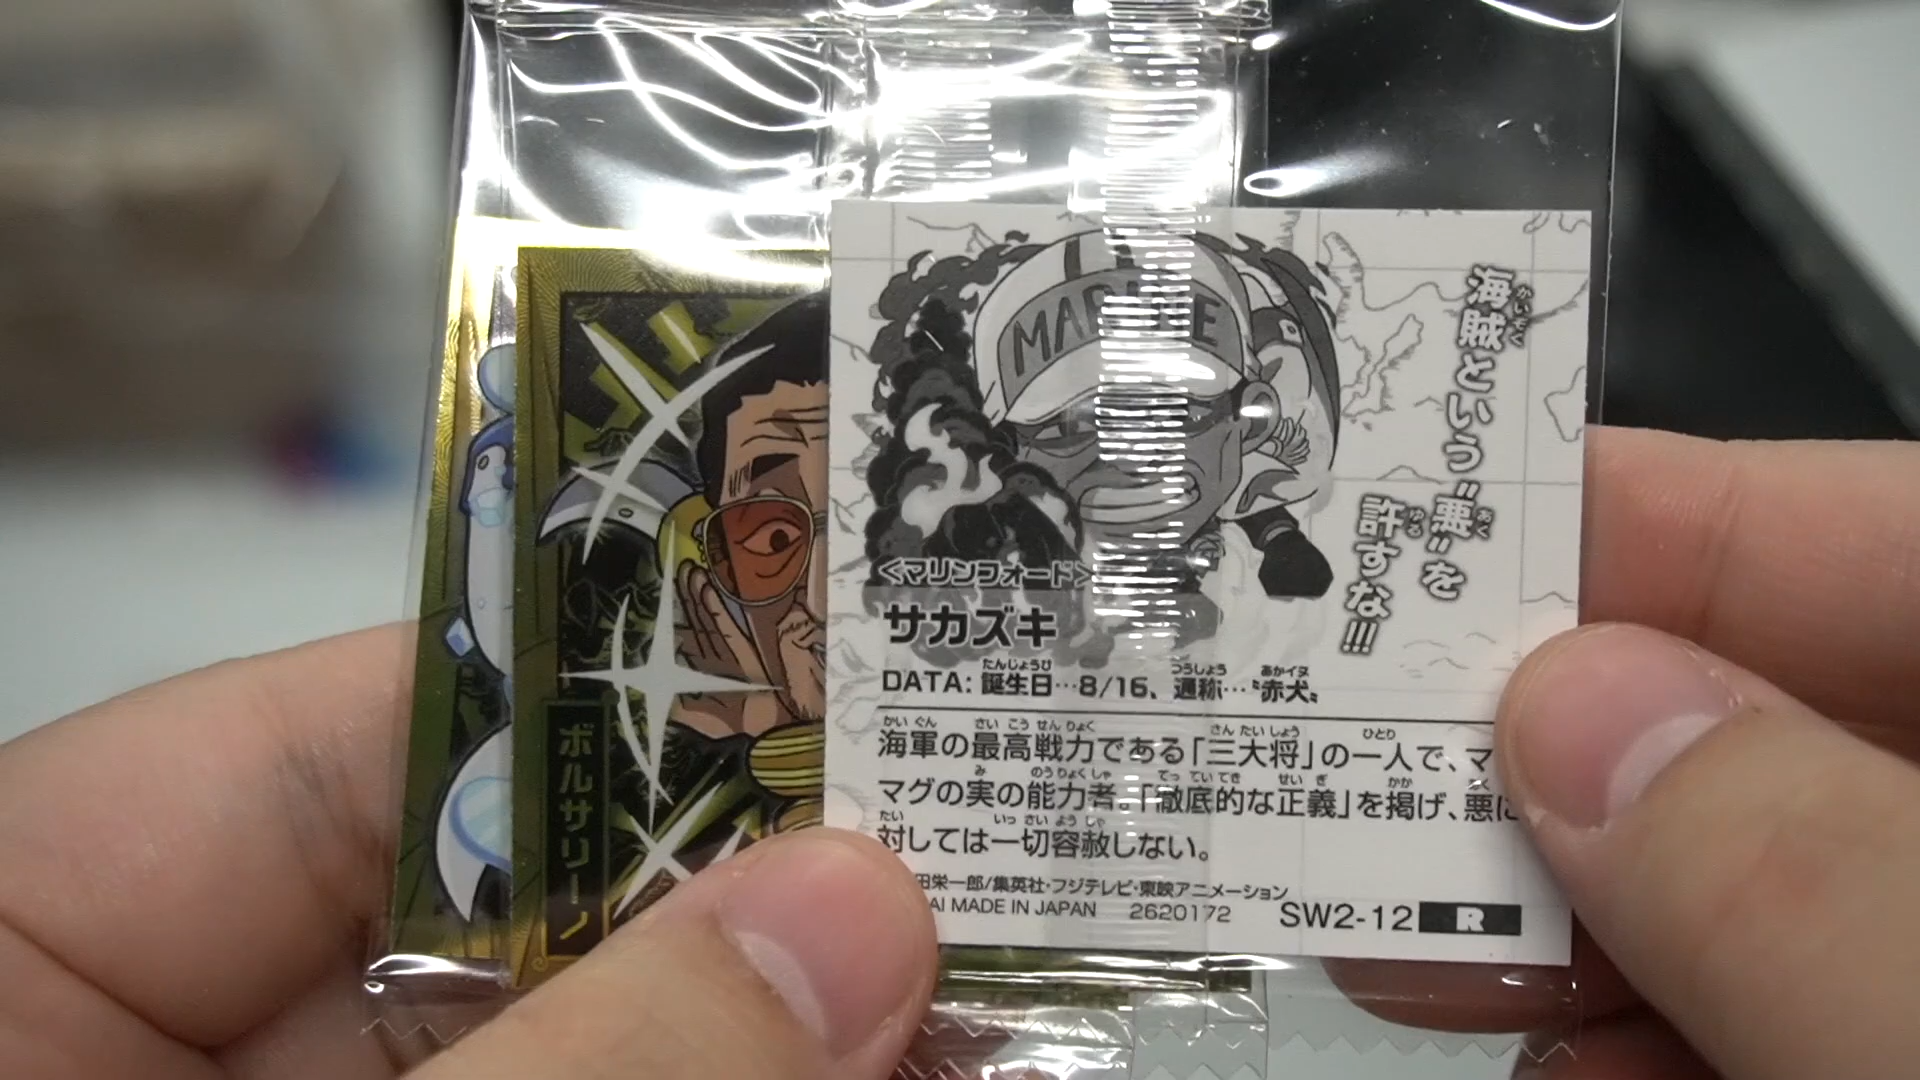 MARINE
海賊という"悪"を
許すな!!!
<マリンフォード>
サカズキ
DATA: 誕生日…8/16、通称…"赤犬"
海軍の最高戦力である「三大将」の一人で、マ
マグの実の能力者。「徹底的な正義」を掲げ、悪に
対しては一切容赦しない。
田栄一郎/集英社・フジテレビ・東映アニメーション
AI MADE IN JAPAN 2620172
SW2-12 R
ボルサリーノ